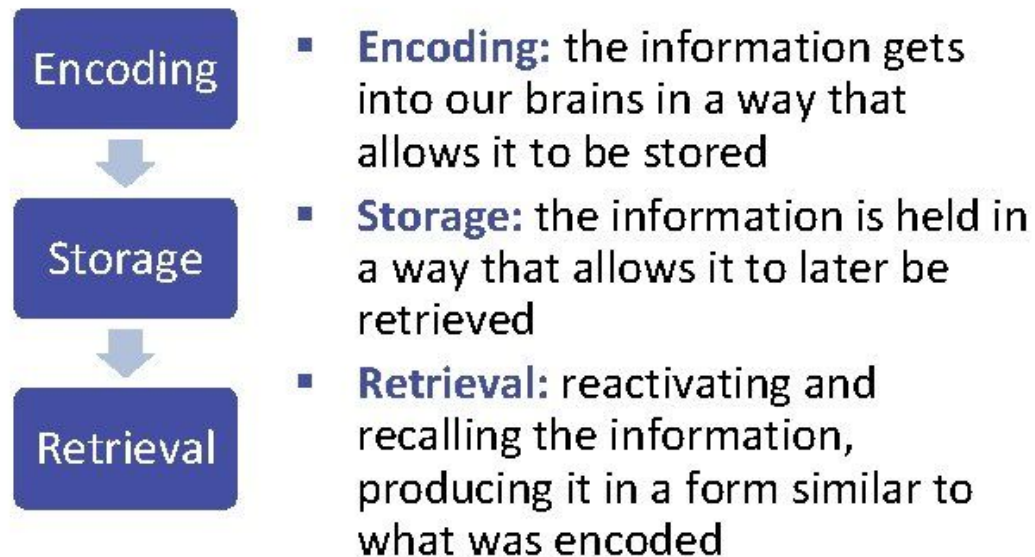 Encoding
Storage
Retrieval
▪ Encoding: the information gets
into our brains in a way that
allows it to be stored
▪ Storage: the information is held in
a way that allows it to later be
retrieved
▪ Retrieval: reactivating and
recalling the information,
producing it in a form similar to
what was encoded